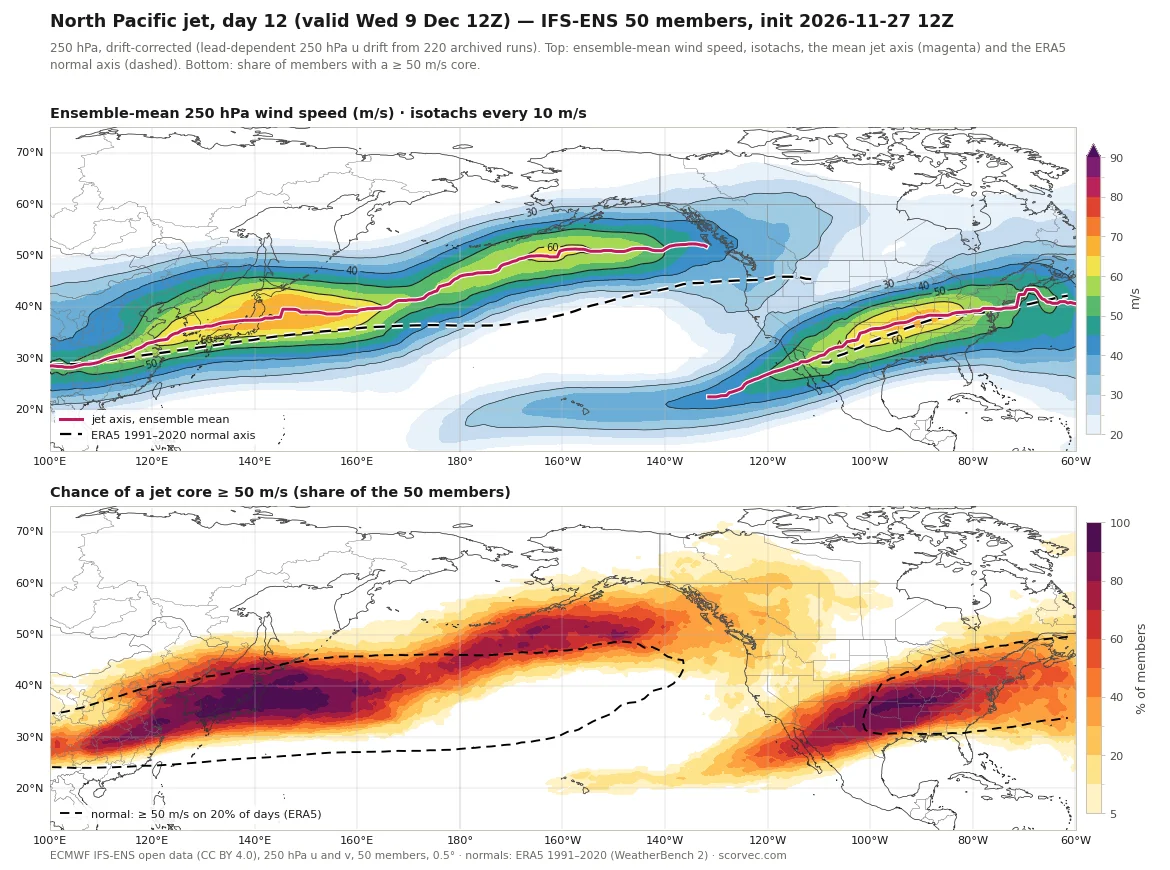 North Pacific jet, day 12 (valid Wed 9 Dec 12Z) — IFS-ENS 50 members, init 2026-11-27 12Z
250 hPa, drift-corrected (lead-dependent 250 hPa u drift from 220 archived runs). Top: ensemble-mean wind speed, isotachs, the mean jet axis (magenta) and the ERA5
normal axis (dashed). Bottom: share of members with a ≥ 50 m/s core.
Ensemble-mean 250 hPa wind speed (m/s) · isotachs every 10 m/s
70°N
60°N
50°N
40°N
30°N
20°N
30
60
40
60
50
30
40
50
60
jet axis, ensemble mean
ERA5 1991–2020 normal axis
100°E 120°E 140°E 160°E 180° 160°W 140°W 120°W 100°W 80°W 60°W
90
80
70
60
50
40
30
20
m/s
Chance of a jet core ≥ 50 m/s (share of the 50 members)
70°N
60°N
50°N
40°N
30°N
20°N
normal: ≥ 50 m/s on 20% of days (ERA5)
100°E 120°E 140°E 160°E 180° 160°W 140°W 120°W 100°W 80°W 60°W
100
80
60
40
20
5
% of members
ECMWF IFS-ENS open data (CC BY 4.0), 250 hPa u and v, 50 members, 0.5° · normals: ERA5 1991–2020 (WeatherBench 2) · scorvec.com